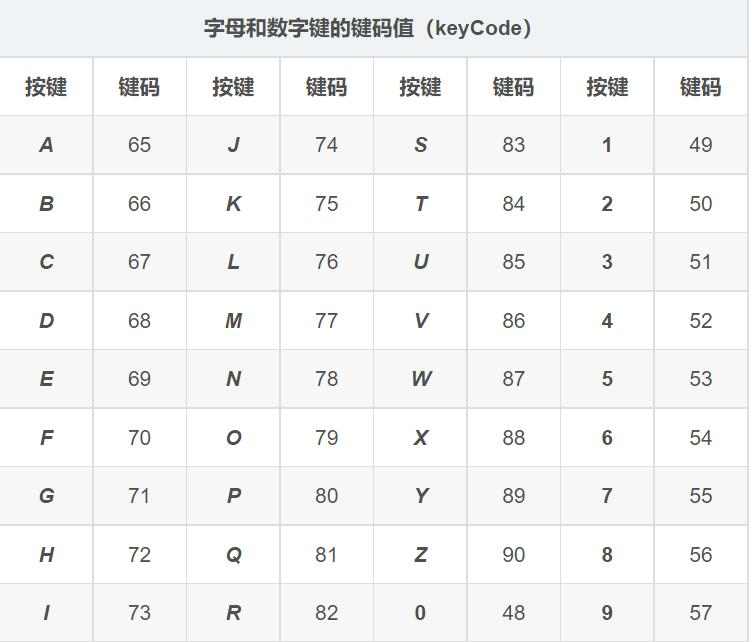 字母和数字键的键码值（keyCode）
按键 键码 按键 键码 按键 键码 按键 键码
A 65 J 74 S 83 1 49
B 66 K 75 T 84 2 50
C 67 L 76 U 85 3 51
D 68 M 77 V 86 4 52
E 69 N 78 W 87 5 53
F 70 O 79 X 88 6 54
G 71 P 80 Y 89 7 55
H 72 Q 81 Z 90 8 56
I 73 R 82 0 48 9 57